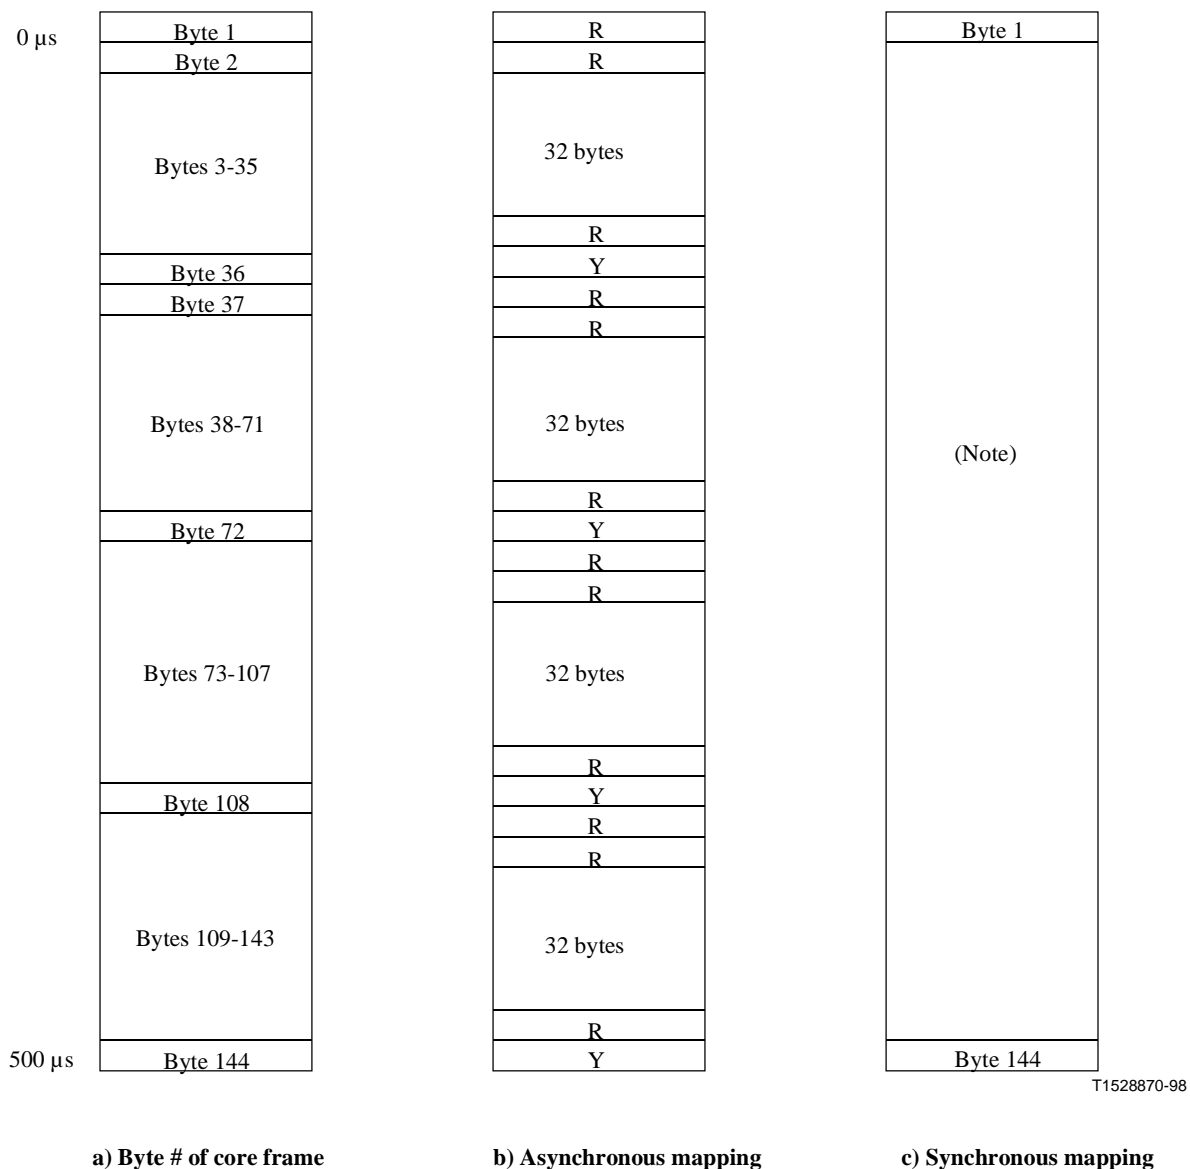 0 µs
Byte 1
Byte 2
Bytes 3-35
Byte 36
Byte 37
Bytes 38-71
Byte 72
Bytes 73-107
Byte 108
Bytes 109-143
500 µs
Byte 144
R
R
32 bytes
R
Y
R
R
32 bytes
R
Y
R
R
32 bytes
R
Y
R
R
32 bytes
R
Y
Byte 1
(Note)
Byte 144
T1528870-98
a) Byte # of core frame
b) Asynchronous mapping
c) Synchronous mapping